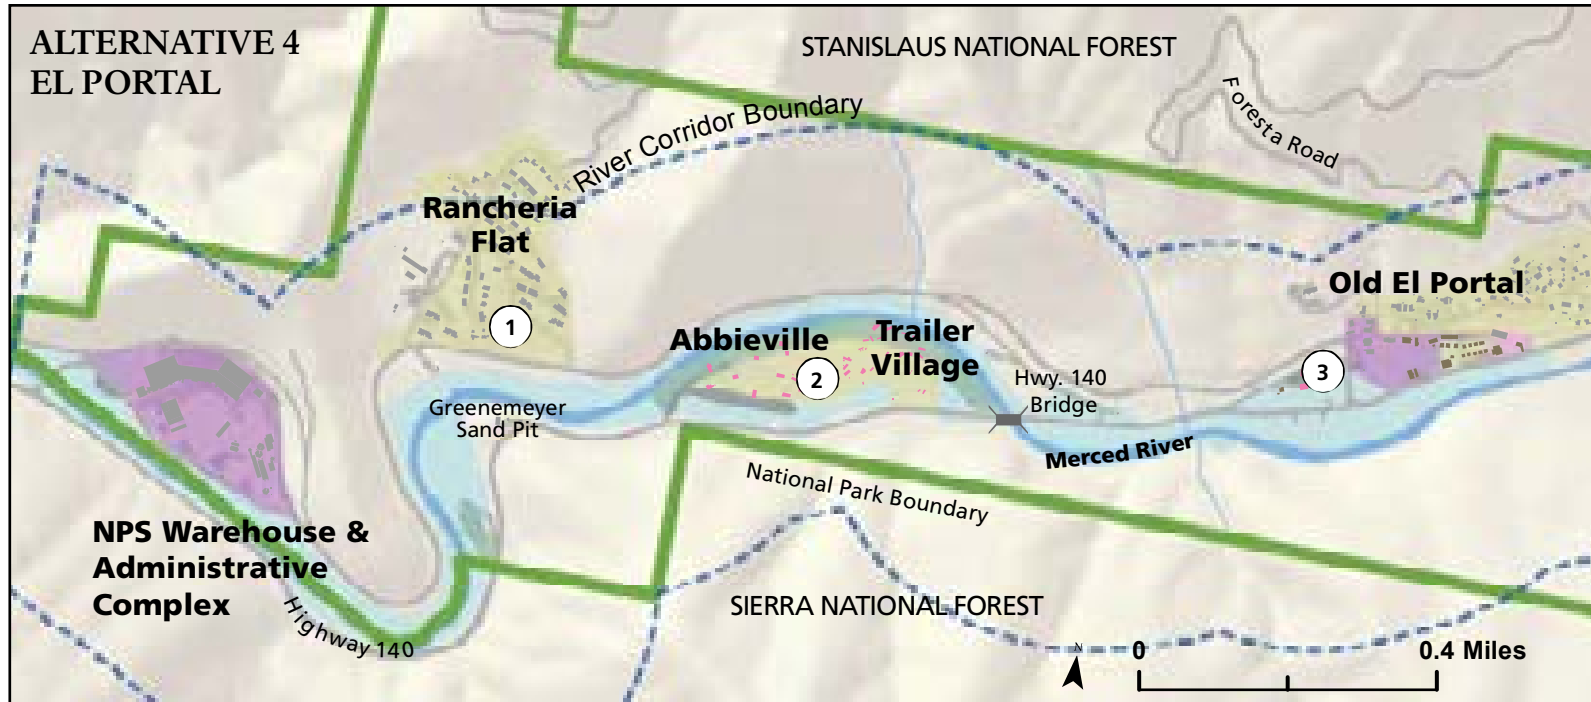 ALTERNATIVE 4
EL PORTAL
STANISLAUS NATIONAL FOREST
Foresta Road
River Corridor Boundary
Rancheria
Flat
1
Old El Portal
Abbieville
2
Trailer
Village
3
Hwy. 140
Bridge
Greenemeyer
Sand Pit
Merced River
National Park Boundary
NPS Warehouse &
Administrative
Complex
Highway 140
SIERRA NATIONAL FOREST
N
0
0.4 Miles